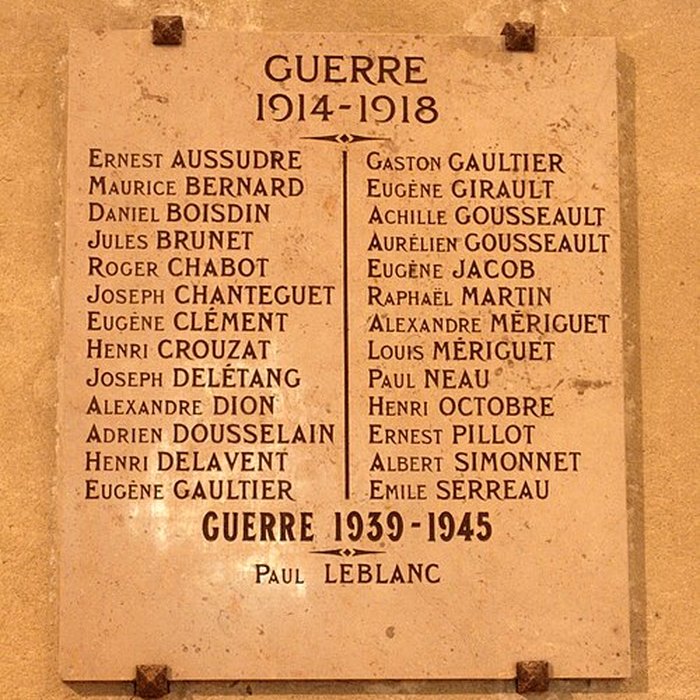 GUERRE
1914-1918
ERNEST AUSSUDRE
MAURICE BERNARD
DANIEL BOISDIN
JULES BRUNET
ROGER CHABOT
JOSEPH CHANTEGUET
EUGÈNE CLÉMENT
HENRI CROUZAT
JOSEPH DELÉTANG
ALEXANDRE DION
ADRIEN DOUSSELAIN
HENRI DELAVENT
EUGÈNE GAULTIER
GASTON GAULTIER
EUGÈNE GIRAULT
ACHILLE GOUSSEAULT
AURÉLIEN GOUSSEAULT
EUGÈNE JACOB
RAPHAËL MARTIN
ALEXANDRE MÉRIGUET
LOUIS MÉRIGUET
PAUL NEAU
HENRI OCTOBRE
ERNEST PILLOT
ALBERT SIMONNET
EMILE SERREAU
GUERRE 1939-1945
PAUL LEBLANC